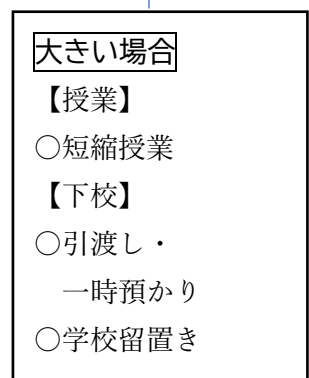 大きい場合
【授業】
○短縮授業
【下校】
○引渡し・
一時預かり
○学校留置き